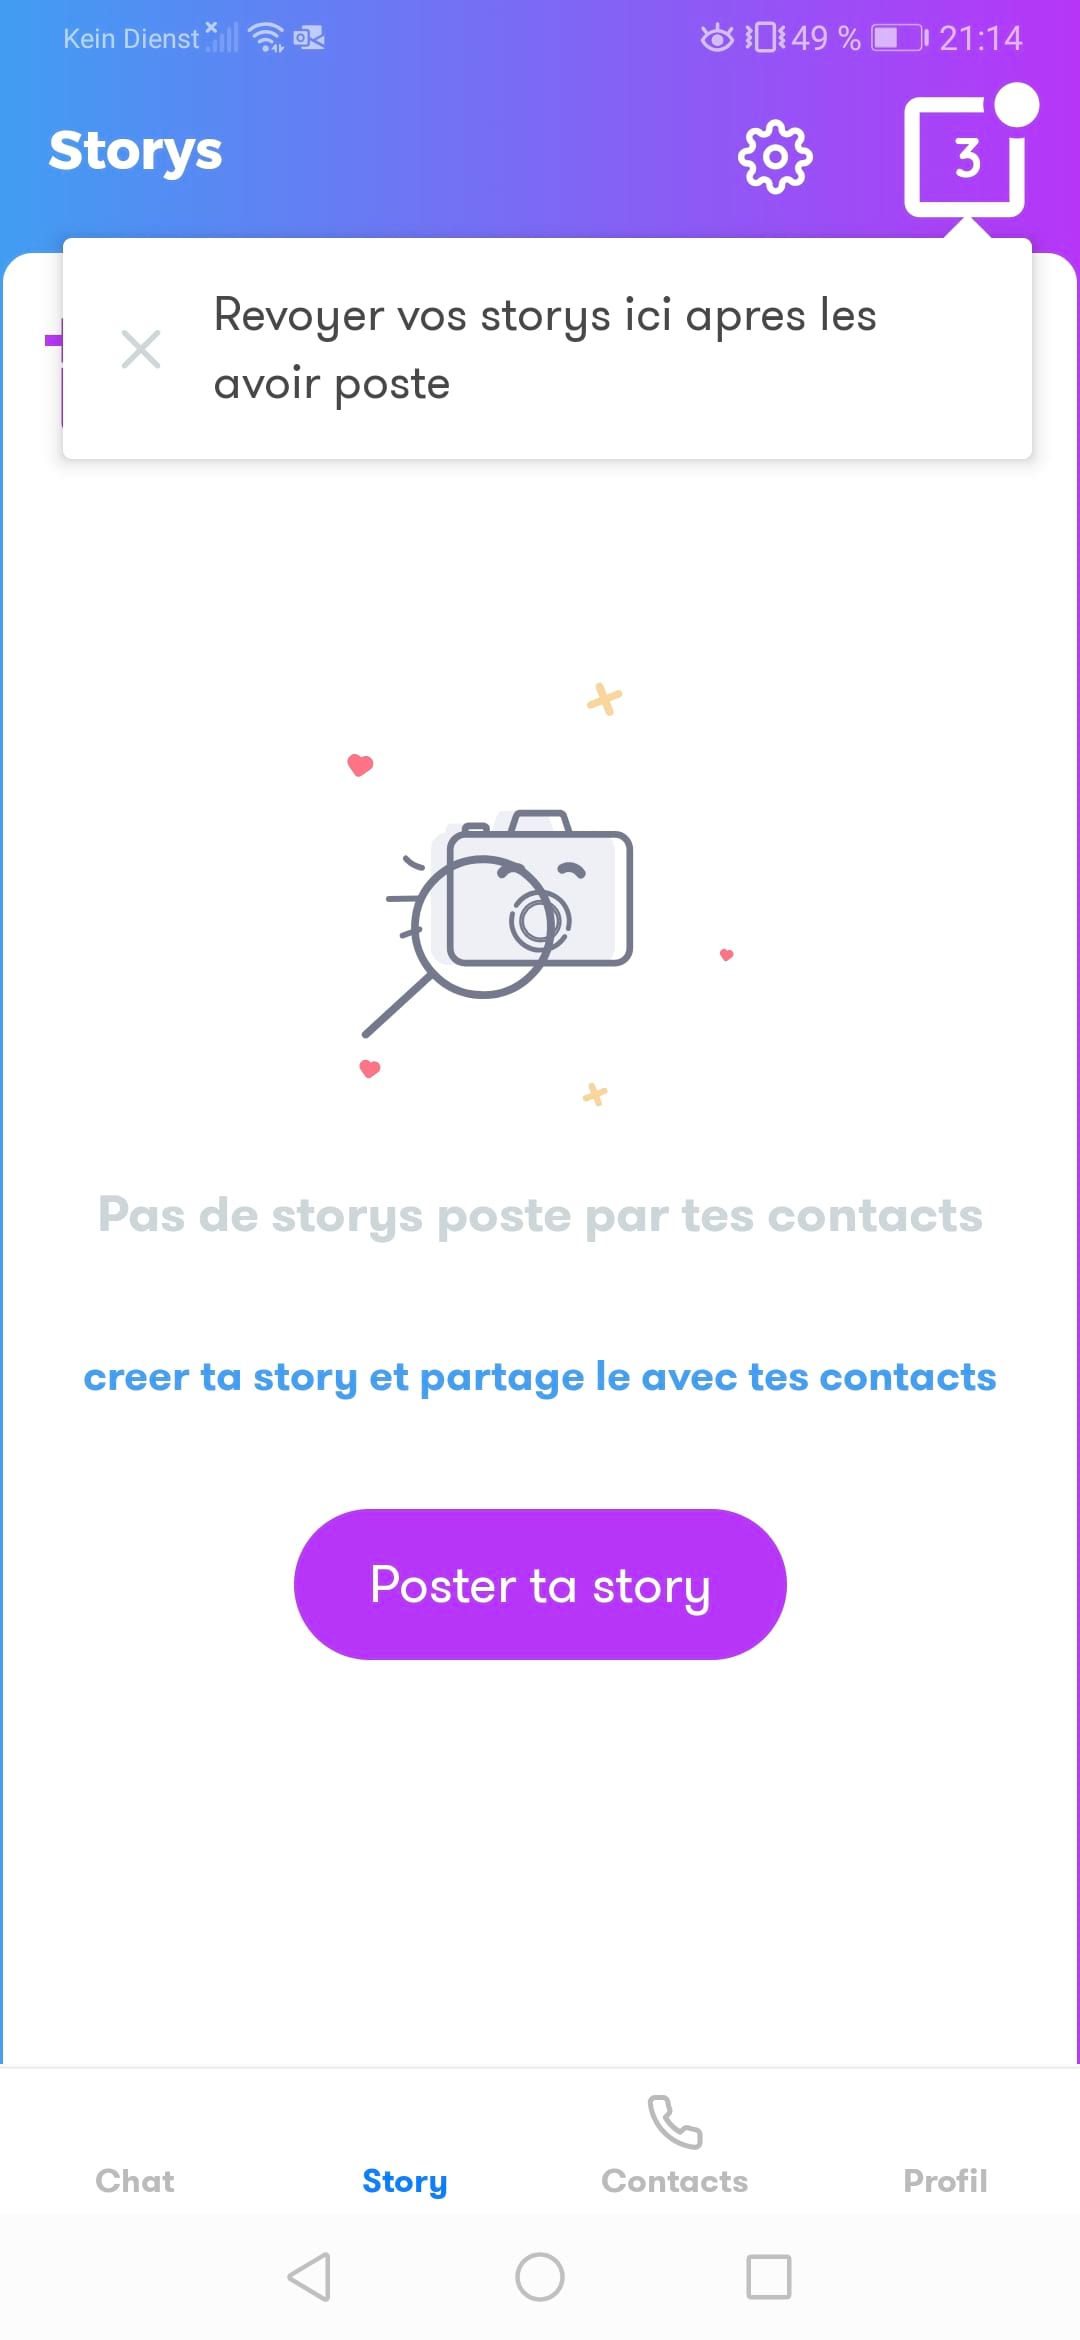 Kein Dienst 49 % 21:14
Storys 3
Revoyer vos storys ici apres les
avoir poste
Pas de storys poste par tes contacts
creer ta story et partage le avec tes contacts
Poster ta story
Chat Story Contacts Profil